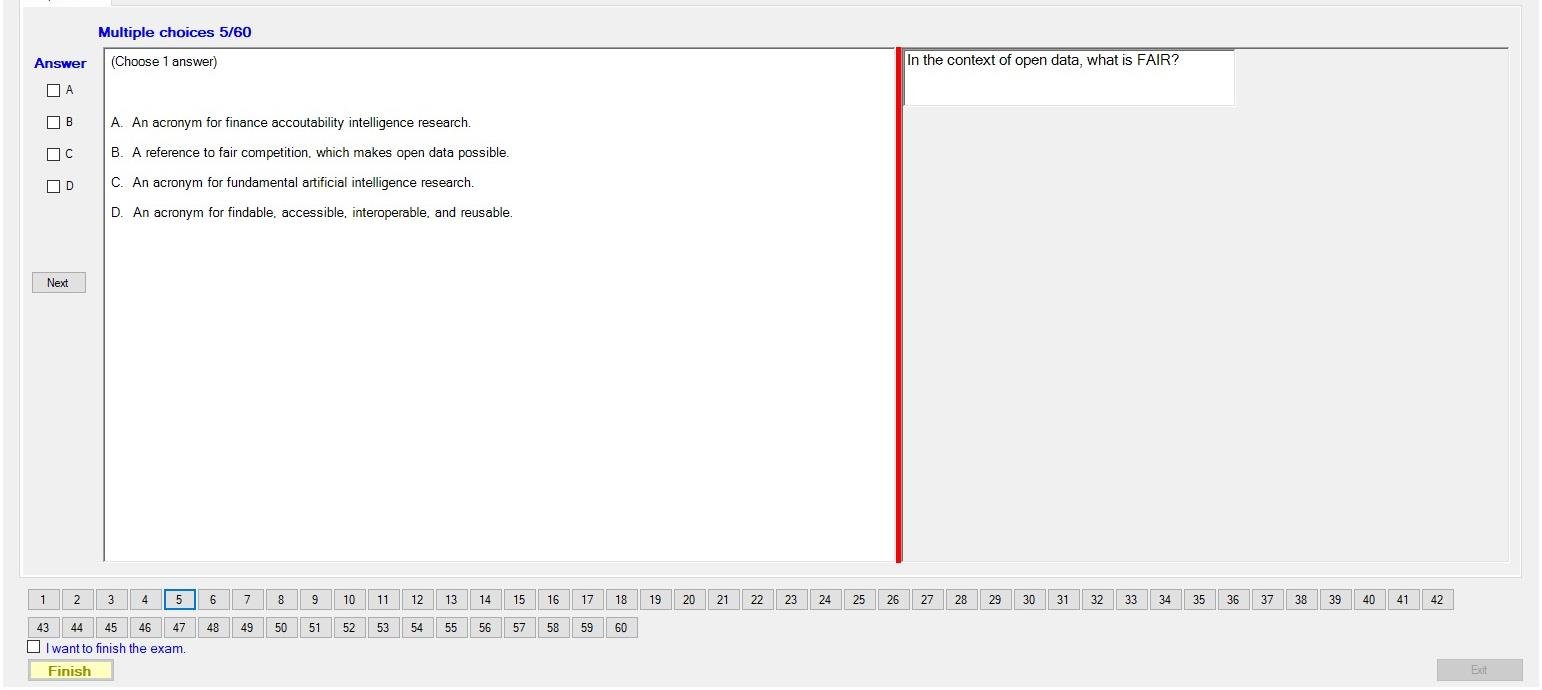 Multiple choices 5/60
Answer
(Choose 1 answer)
In the context of open data, what is FAIR?
A
B
C
D
A. An acronym for finance accoutability intelligence research.
B. A reference to fair competition, which makes open data possible.
C. An acronym for fundamental artificial intelligence research.
D. An acronym for findable, accessible, interoperable, and reusable.
Next
1 2 3 4 5 6 7 8 9 10 11 12 13 14 15 16 17 18 19 20 21 22 23 24 25 26 27 28 29 30 31 32 33 34 35 36 37 38 39 40 41 42
43 44 45 46 47 48 49 50 51 52 53 54 55 56 57 58 59 60
I want to finish the exam.
Finish
Exit